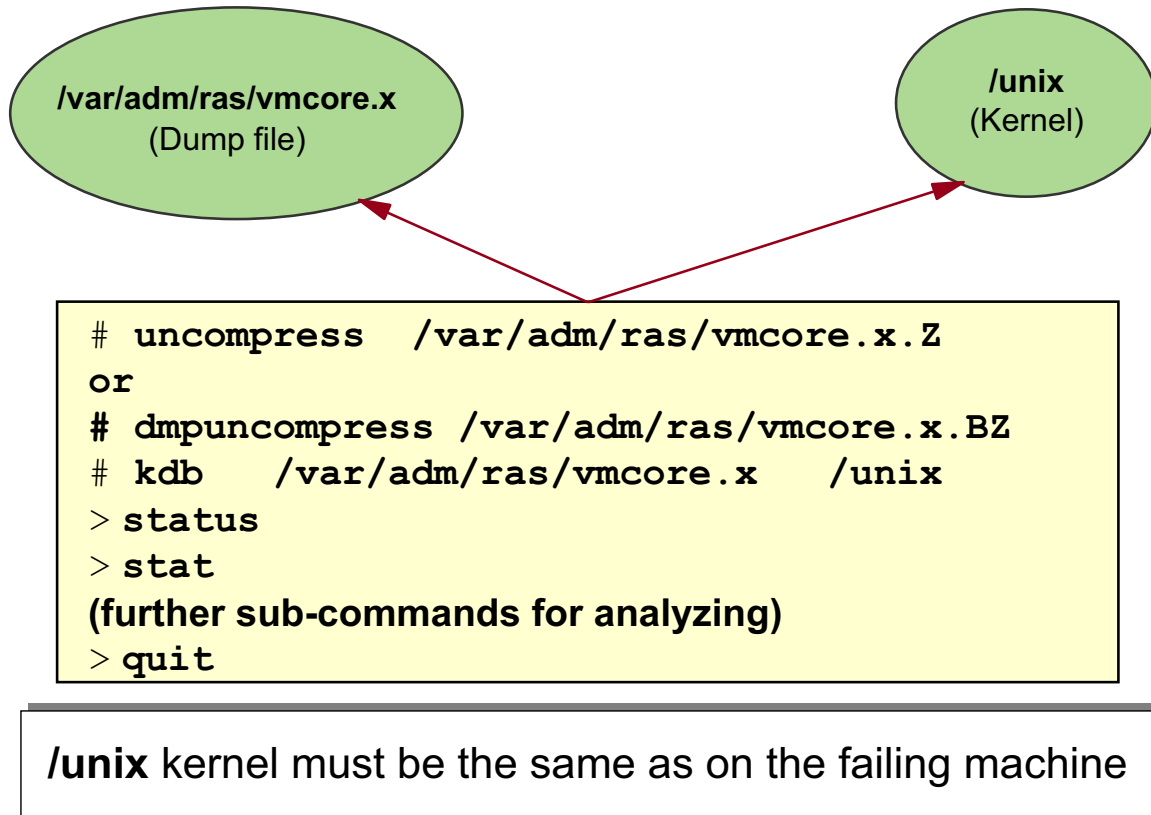 /var/adm/ras/vmcore.x
(Dump file)
/unix
(Kernel)
# uncompress /var/adm/ras/vmcore.x.Z
or
# dmpuncompress /var/adm/ras/vmcore.x.BZ
# kdb /var/adm/ras/vmcore.x /unix
> status
> stat
(further sub-commands for analyzing)
> quit
/unix kernel must be the same as on the failing machine